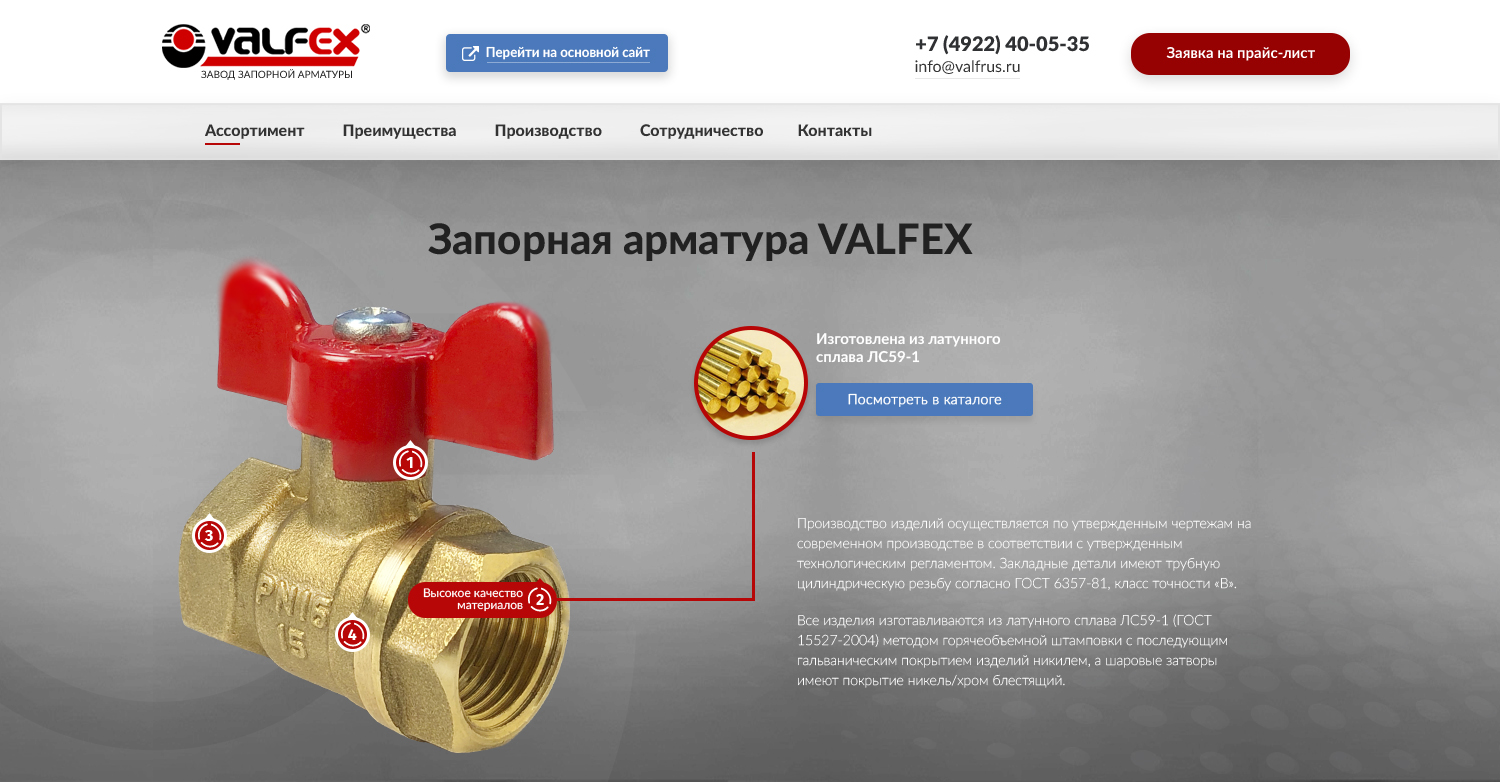 VALFEX®
ЗАВОД ЗАПОРНОЙ АРМАТУРЫ
Перейти на основной сайт
+7 (4922) 40-05-35
info@valfrus.ru
Заявка на прайс-лист
Ассортимент
Преимущества
Производство
Сотрудничество
Контакты
Запорная арматура VALFEX
Изготовлена из латунного
сплава ЛС59-1
Посмотреть в каталоге
1
3
Высокое качество
материалов
2
4
PN16
15
Производство изделий осуществляется по утвержденным чертежам на
современном производстве в соответствии с утвержденным
технологическим регламентом. Закладные детали имеют трубную
цилиндрическую резьбу согласно ГОСТ 6357-81, класс точности «В».
Все изделия изготавливаются из латунного сплава ЛС59-1 (ГОСТ
15527-2004) методом горячеобъемной штамповки с последующим
гальваническим покрытием изделий никилем, а шаровые затворы
имеют покрытие никель/хром блестящий.